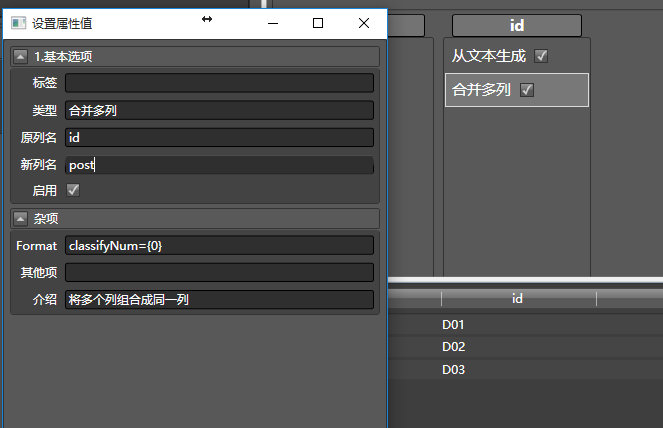 设置属性值
1.基本选项
标签
类型 合并多列
原列名 id
新列名 post
启用
杂项
Format classifyNum={0}
其他项
介绍 将多个列组合成同一列
id
从文本生成
合并多列
id
D01
D02
D03